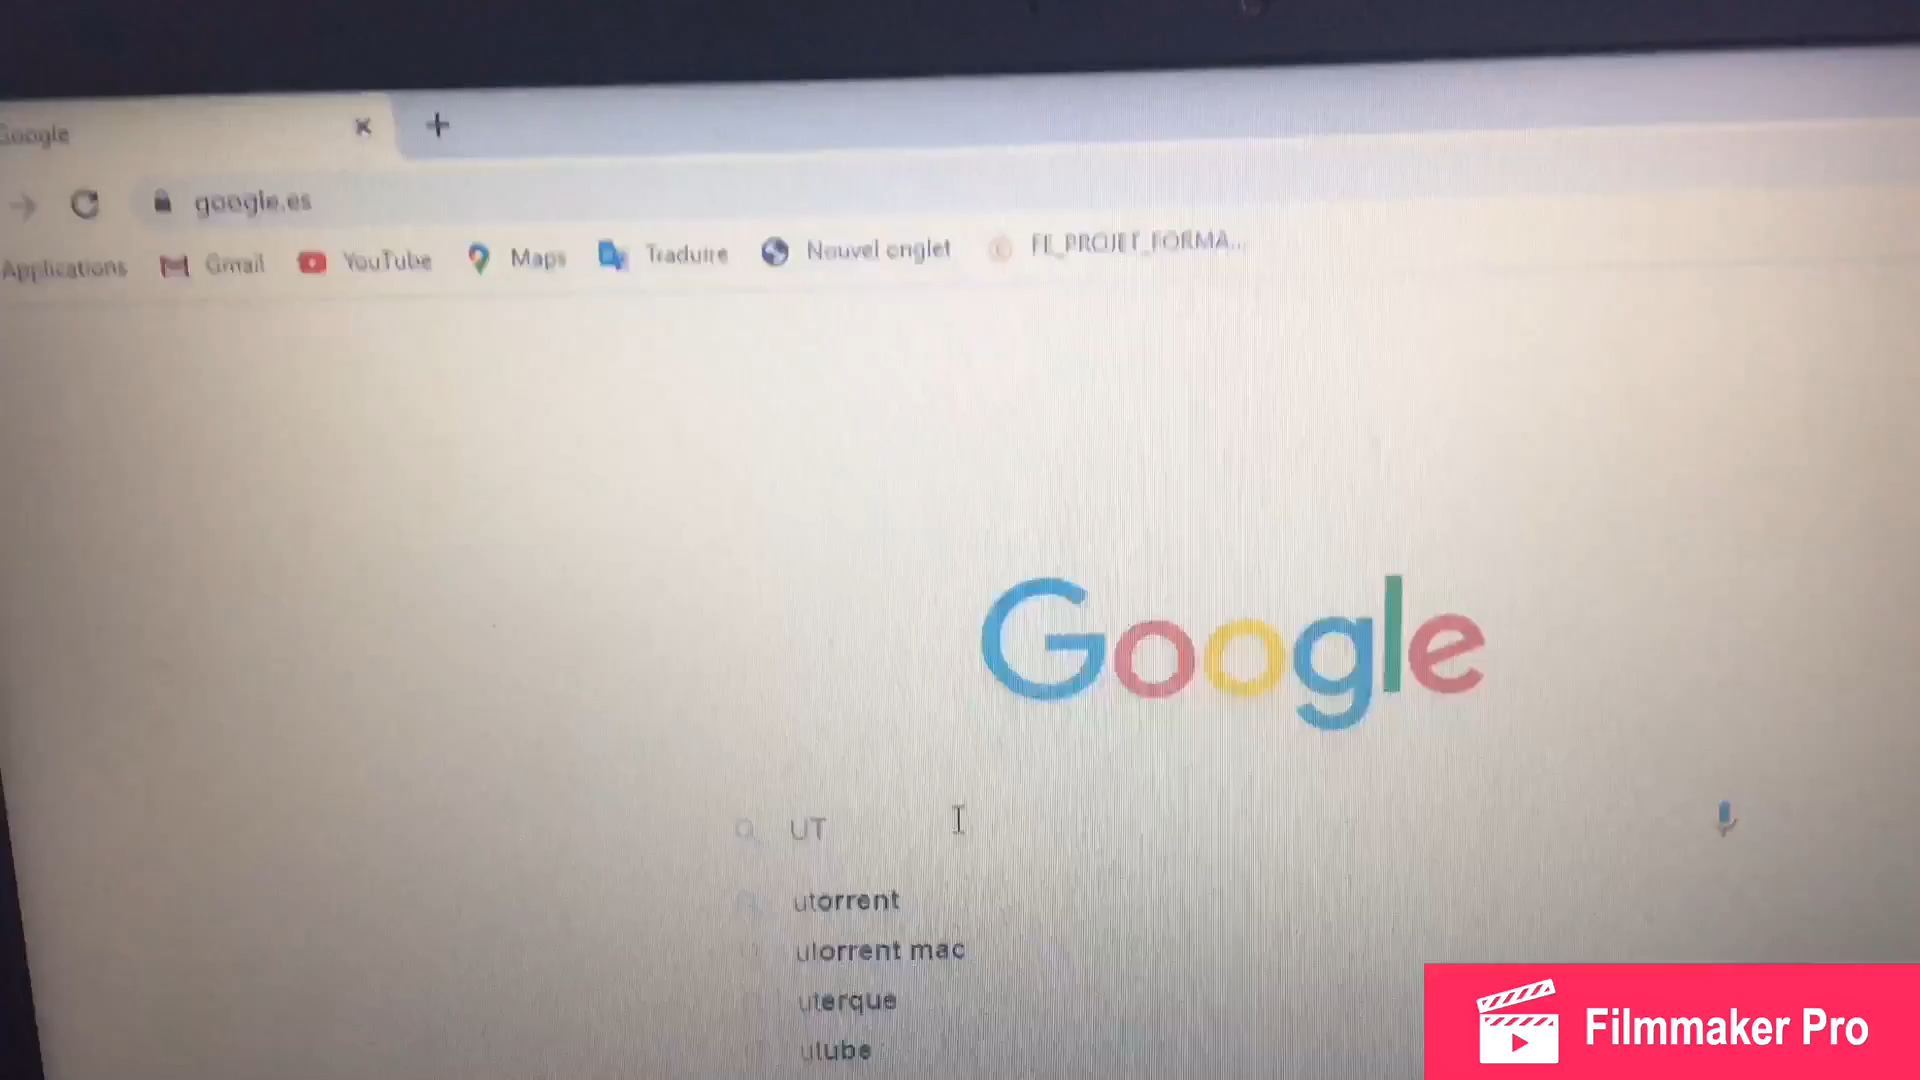 Google
google.es
Applications Gmail YouTube Maps Traduire Nouvel onglet FE_PROJET_FORMA...
Google
UT
utorrent
utorrent mac
uterque
utube
Filmmaker Pro